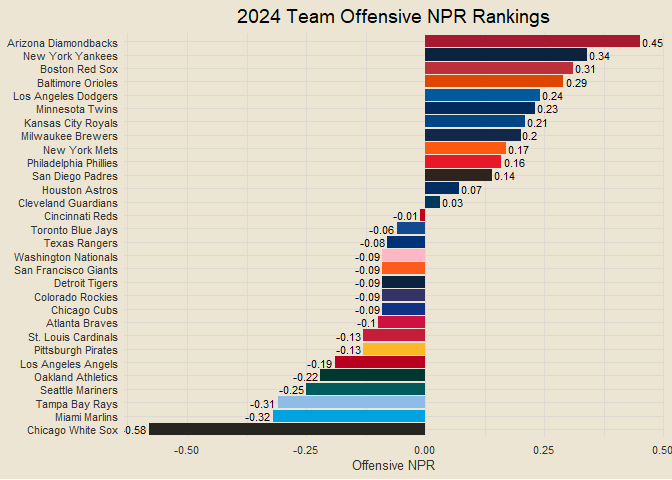 2024 Team Offensive NPR Rankings
Arizona Diamondbacks 0.45
New York Yankees 0.34
Boston Red Sox 0.31
Baltimore Orioles 0.29
Los Angeles Dodgers 0.24
Minnesota Twins 0.23
Kansas City Royals 0.21
Milwaukee Brewers 0.2
New York Mets 0.17
Philadelphia Phillies 0.16
San Diego Padres 0.14
Houston Astros 0.07
Cleveland Guardians 0.03
Cincinnati Reds -0.01
Toronto Blue Jays -0.06
Texas Rangers -0.08
Washington Nationals -0.09
San Francisco Giants -0.09
Detroit Tigers -0.09
Colorado Rockies -0.09
Chicago Cubs -0.09
Atlanta Braves -0.1
St. Louis Cardinals -0.13
Pittsburgh Pirates -0.13
Los Angeles Angels -0.19
Oakland Athletics -0.22
Seattle Mariners -0.25
Tampa Bay Rays -0.31
Miami Marlins -0.32
Chicago White Sox -0.58
-0.50 -0.25 0.00 0.25 0.50
Offensive NPR